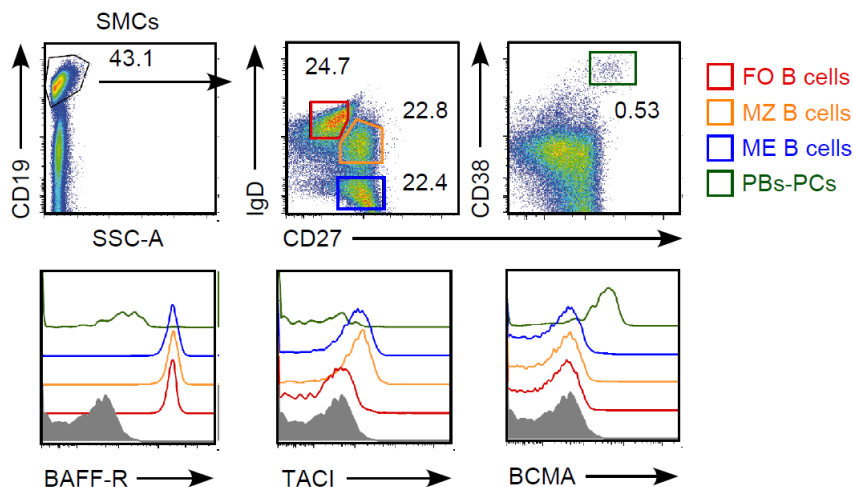 SMCs
43.1
CD19
SSC-A
24.7
22.8
22.4
IgD
CD27
0.53
CD38
FO B cells
MZ B cells
ME B cells
PBs-PCs
BAFF-R
TACI
BCMA